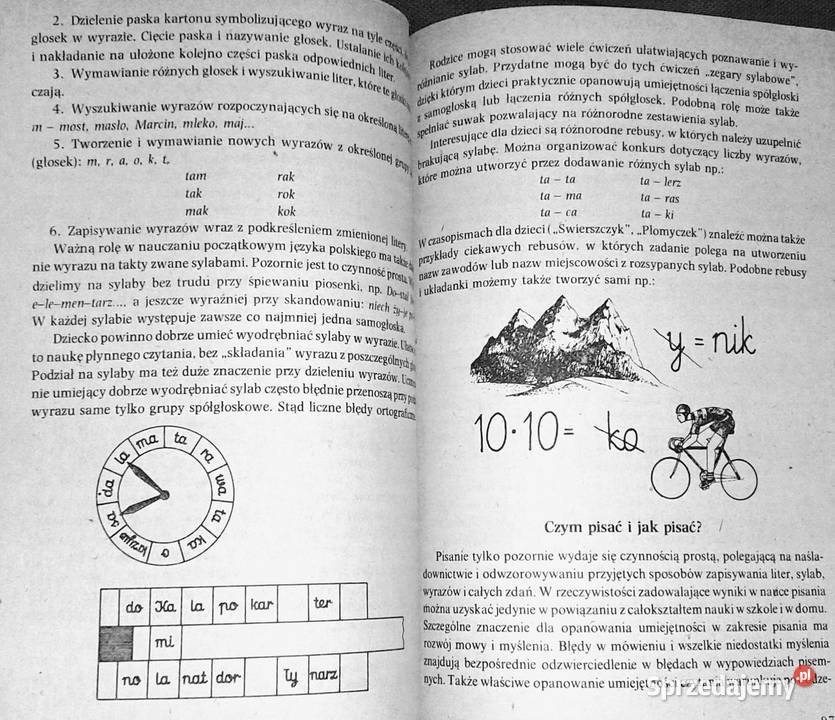 2. Dzielenie paska kartonu symbolizującego wyraz na tyle części, ile
głosek w wyrazie. Cięcie paska i nazywanie głosek. Ustalanie ich
i nakładanie na ułożone kolejno części paska odpowiednich liter.
3. Wymawianie różnych głosek i wyszukiwanie liter, które te głoski
czają.
4. Wyszukiwanie wyrazów rozpoczynających się na określoną literę,
m – most, masło, Marcin, mleko, maj...
5. Tworzenie i wymawianie nowych wyrazów z określonej grupy
(głosek): m, r, a, o, k, t,
tam rak
tak rok
mak kok
6. Zapisywanie wyrazów wraz z podkreśleniem zmienionej litery.
Ważną rolę w nauczaniu początkowym języka polskiego ma także
nie wyrazu na takty zwane sylabami. Pozornie jest to czynność prosta.
dzielimy na sylaby bez trudu przy śpiewaniu piosenki, np.
e–le–men–tarz..., a jeszcze wyraźniej przy skandowaniu: niech
W każdej sylabie występuje zawsze co najmniej jedna samogłoska.
Dziecko powinno dobrze umieć wyodrębniać sylaby w wyrazie.
to naukę płynnego czytania, bez „składania" wyrazu z poszczególnych
Podział na sylaby ma też duże znaczenie przy dzieleniu wyrazów.
nie umiejący dobrze wyodrębniać sylab często błędnie przenoszą przy
wyrazu same tylko grupy spółgłoskowe. Stąd liczne błędy
la ma ta ra wa ta ka a krzywo sa da
do Ka la po kar ter
mi
no la nat dor Ty narz
Rodzice mogą stosować wiele ćwiczeń ułatwiających poznawanie i wy-
różnianie sylab. Przydatne mogą być do tych ćwiczeń „zegary sylabowe",
dzięki którym dzieci praktycznie opanowują umiejętności łączenia spółgłoski
z samogłoską lub łączenia różnych spółgłosek. Podobną rolę może także
spełniać suwak pozwalający na różnorodne zestawienia sylab.
Interesujące dla dzieci są różnorodne rebusy, w których należy uzupełnić
brakującą sylabę. Można organizować konkurs dotyczący liczby wyrazów,
które można utworzyć przez dodawanie różnych sylab np.:
ta – ta ta – lerz
ta – ma ta – ras
ta – ca ta – ki
W czasopismach dla dzieci („Świerszczyk", „Płomyczek") znaleźć można także
przykłady ciekawych rebusów, w których zadanie polega na utworzeniu
nazw zawodów lub nazw miejscowości z rozsypanych sylab. Podobne rebusy
i układanki możemy także tworzyć sami np.:
y = nik
10·10= ko
Czym pisać i jak pisać?
Pisanie tylko pozornie wydaje się czynnością prostą, polegającą na naśla-
downictwie i odwzorowywaniu przyjętych sposobów zapisywania liter, sylab,
wyrazów i całych zdań. W rzeczywistości zadowalające wyniki w nauce pisania
można uzyskać jedynie w powiązaniu z całokształtem nauki w szkole i w domu.
Szczególne znaczenie dla opanowania umiejętności w zakresie pisania ma
rozwój mowy i myślenia. Błędy w mówieniu i wszelkie niedostatki myślenia
znajdują bezpośrednie odzwierciedlenie w błędach w wypowiedziach pisem-
nych. Także właściwe opanowanie
Sprzedajemy.pl